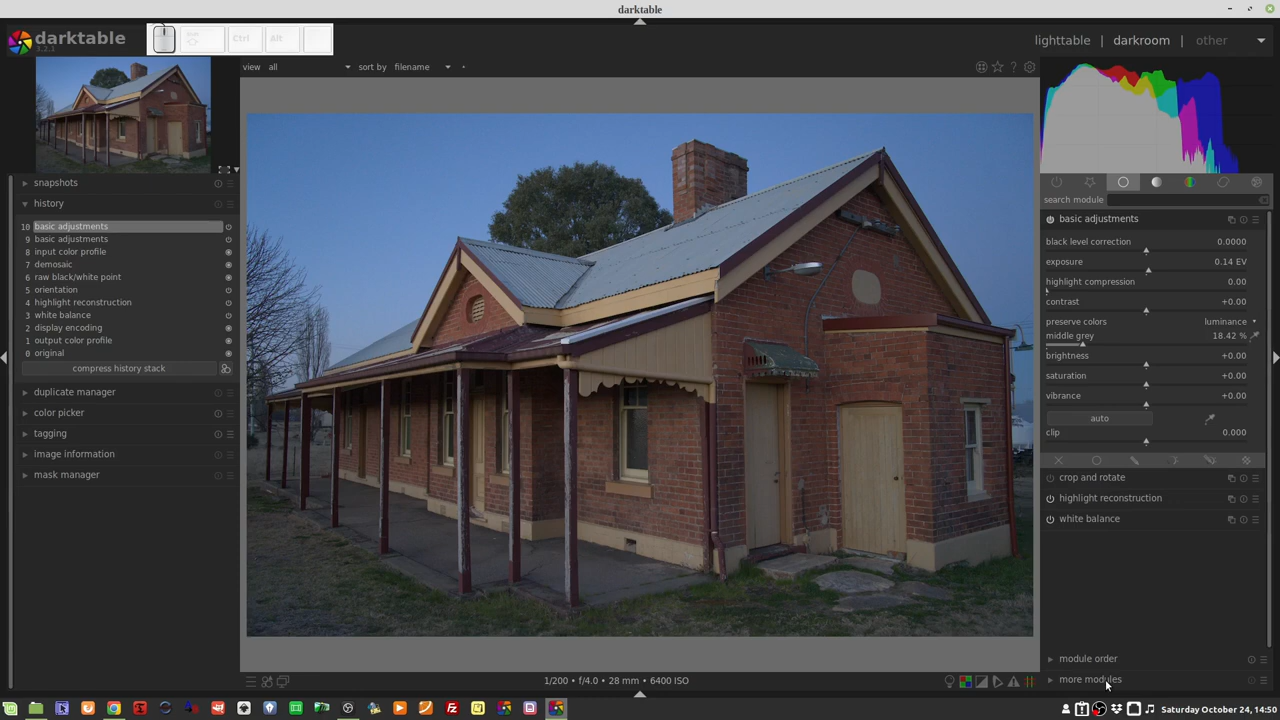 darktable
darktable
3.2.1
Ctrl
Alt
lighttable | darkroom | other
view all
sort by filename
snapshots
history
10 basic adjustments
9 basic adjustments
8 input color profile
7 demosaic
6 raw black/white point
5 orientation
4 highlight reconstruction
3 white balance
2 display encoding
1 output color profile
0 original
compress history stack
duplicate manager
color picker
tagging
image information
mask manager
1/200 • f/4.0 • 28 mm • 6400 ISO
search module
basic adjustments
black level correction 0.0000
exposure 0.14 EV
highlight compression 0.00
contrast +0.00
preserve colors luminance
middle grey 18.42 %
brightness +0.00
saturation +0.00
vibrance +0.00
auto
clip 0.000
crop and rotate
highlight reconstruction
white balance
module order
more modules
Saturday October 24, 14:50